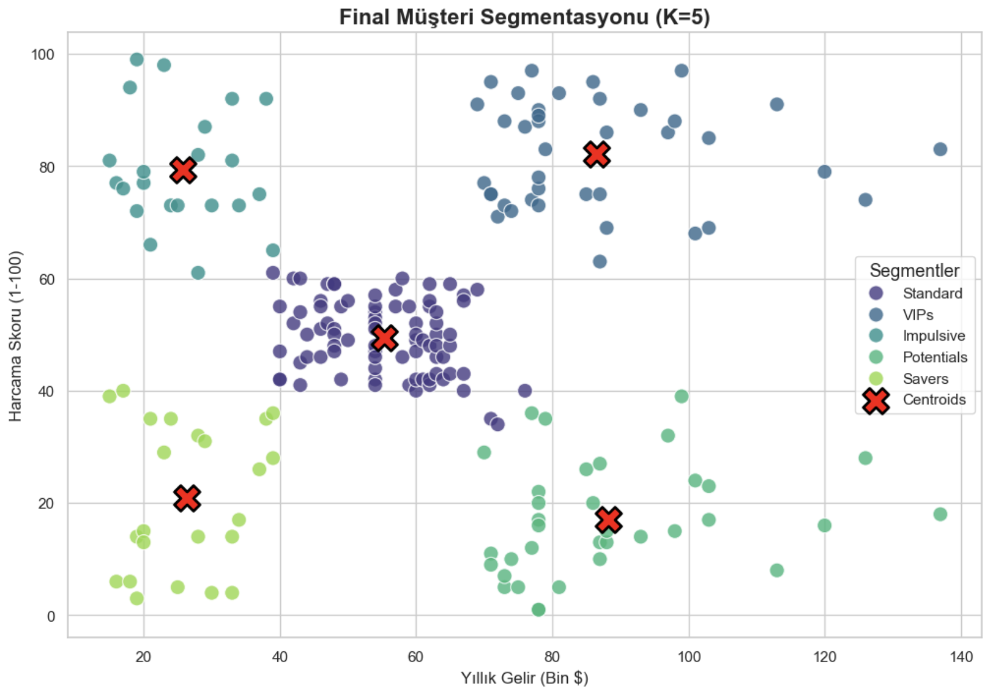 Final Müşteri Segmentasyonu (K=5)
Harcama Skoru (1-100)
100
80
60
40
20
0
20 40 60 80 100 120 140
Yıllık Gelir (Bin $)
Segmentler
Standard
VIPs
Impulsive
Potentials
Savers
Centroids